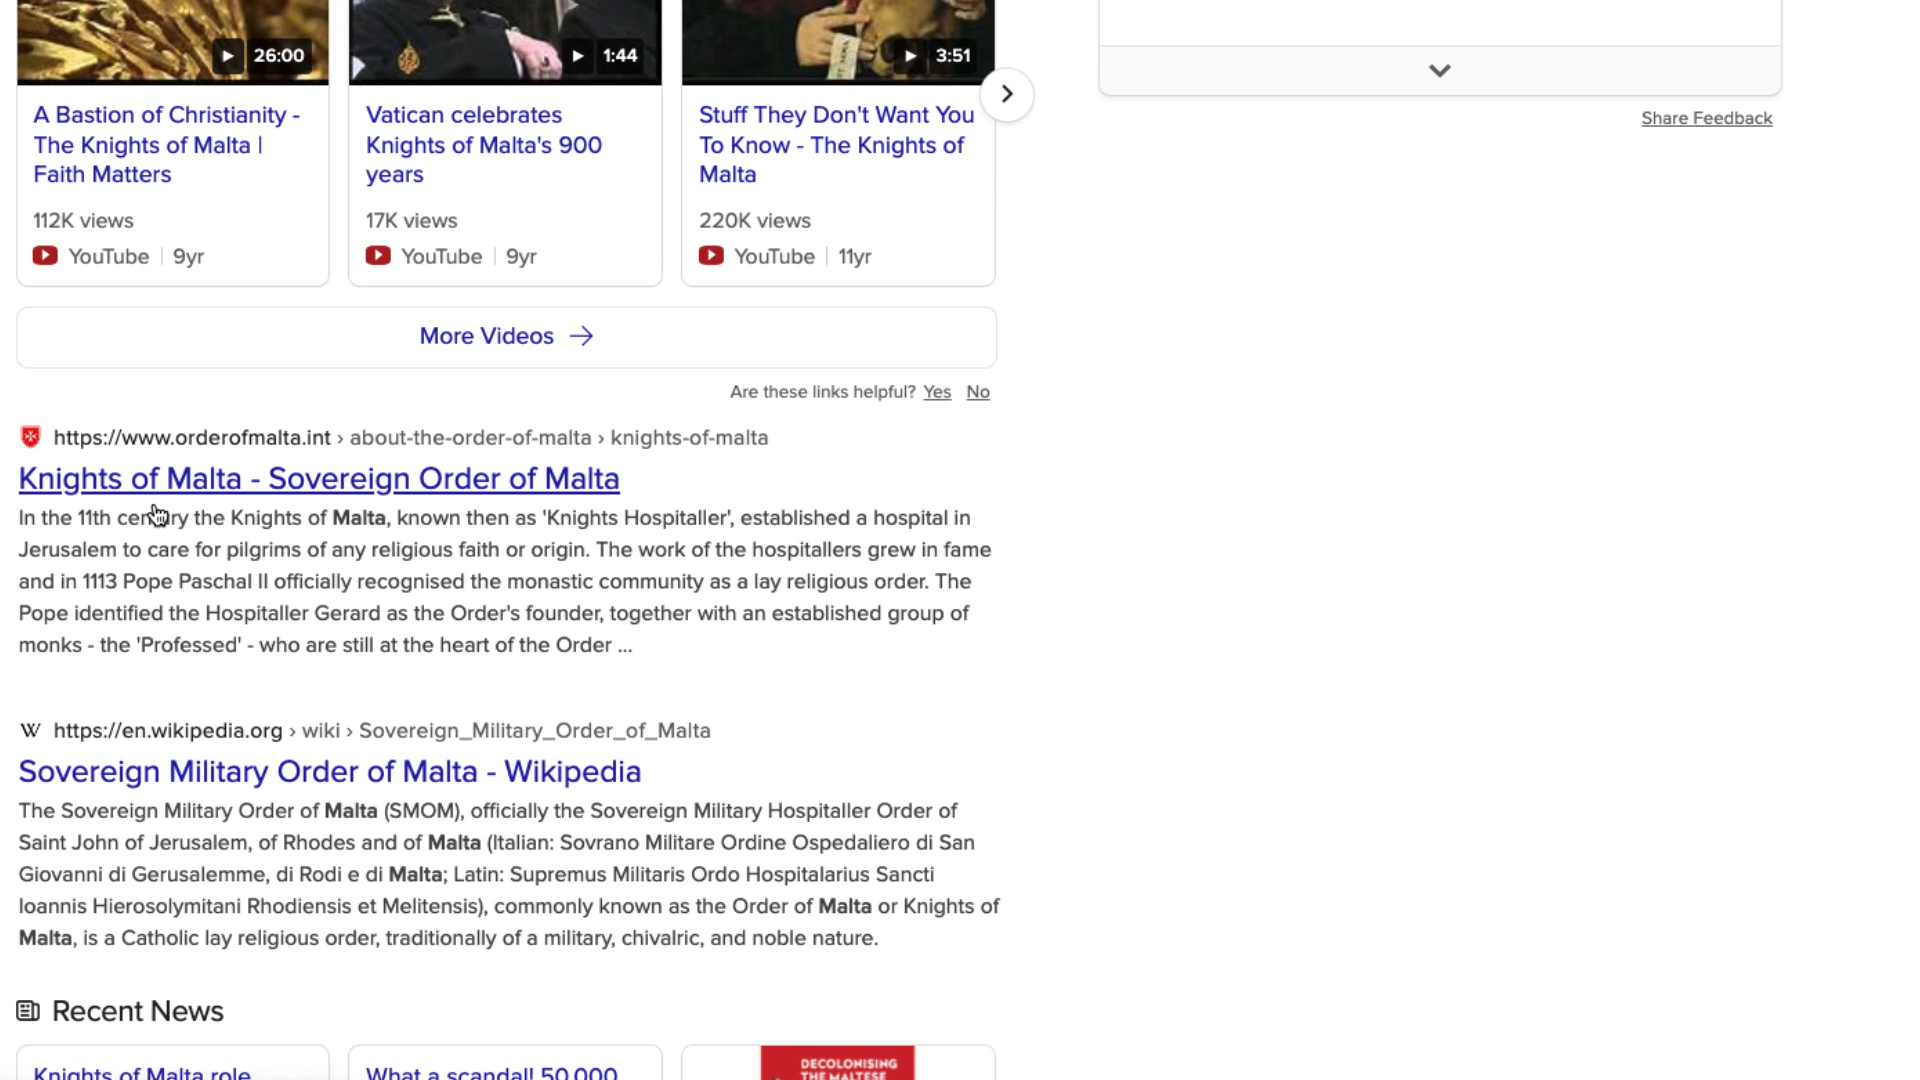 26:00
1:44
3:51
A Bastion of Christianity -
The Knights of Malta |
Faith Matters
112K views
YouTube | 9yr
Vatican celebrates
Knights of Malta's 900
years
17K views
YouTube | 9yr
Stuff They Don't Want You
To Know - The Knights of
Malta
220K views
YouTube | 11yr
Share Feedback
More Videos →
Are these links helpful? Yes No
https://www.orderofmalta.int › about-the-order-of-malta › knights-of-malta
Knights of Malta - Sovereign Order of Malta
In the 11th century the Knights of Malta, known then as 'Knights Hospitaller', established a hospital in
Jerusalem to care for pilgrims of any religious faith or origin. The work of the hospitallers grew in fame
and in 1113 Pope Paschal II officially recognised the monastic community as a lay religious order. The
Pope identified the Hospitaller Gerard as the Order's founder, together with an established group of
monks - the 'Professed' - who are still at the heart of the Order ...
W https://en.wikipedia.org › wiki › Sovereign_Military_Order_of_Malta
Sovereign Military Order of Malta - Wikipedia
The Sovereign Military Order of Malta (SMOM), officially the Sovereign Military Hospitaller Order of
Saint John of Jerusalem, of Rhodes and of Malta (Italian: Sovrano Militare Ordine Ospedaliero di San
Giovanni di Gerusalemme, di Rodi e di Malta; Latin: Supremus Militaris Ordo Hospitalarius Sancti
Ioannis Hierosolymitani Rhodiensis et Melitensis), commonly known as the Order of Malta or Knights of
Malta, is a Catholic lay religious order, traditionally of a military, chivalric, and noble nature.
Recent News
Knights of Malta role
What a scandal! 50,000
DECOLONISING
THE MALTESE